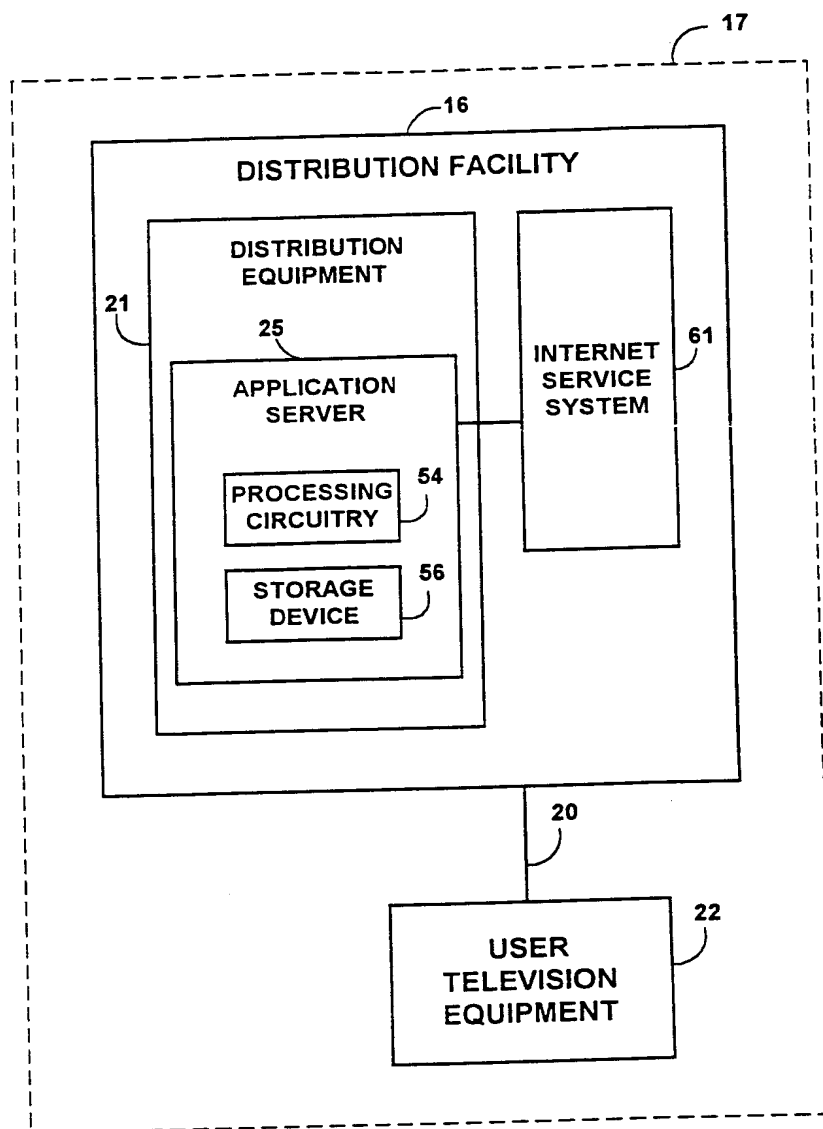 17
16
DISTRIBUTION FACILITY
DISTRIBUTION
EQUIPMENT
21
25
APPLICATION
SERVER
INTERNET
SERVICE
SYSTEM
61
PROCESSING
CIRCUITRY
54
STORAGE
DEVICE
56
20
22
USER
TELEVISION
EQUIPMENT